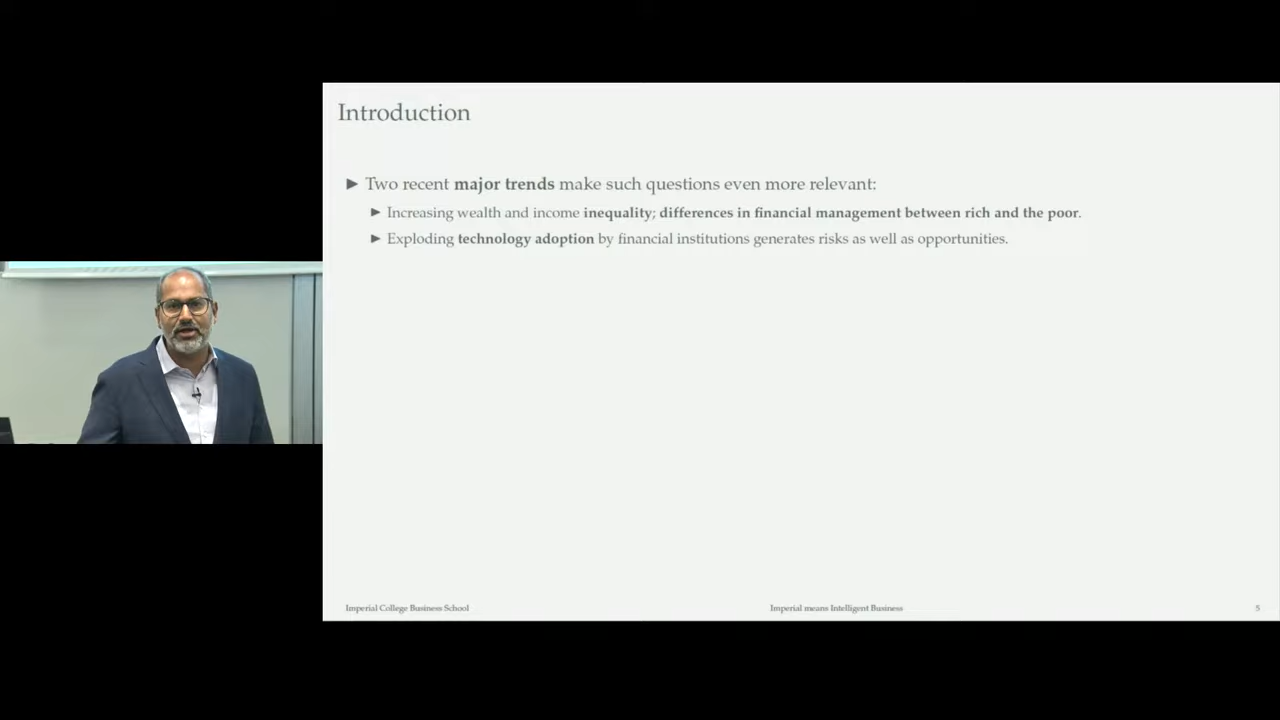 Introduction
► Two recent major trends make such questions even more relevant:
► Increasing wealth and income inequality; differences in financial management between rich and the poor.
► Exploding technology adoption by financial institutions generates risks as well as opportunities.
Imperial College Business School
Imperial means Intelligent Business
5